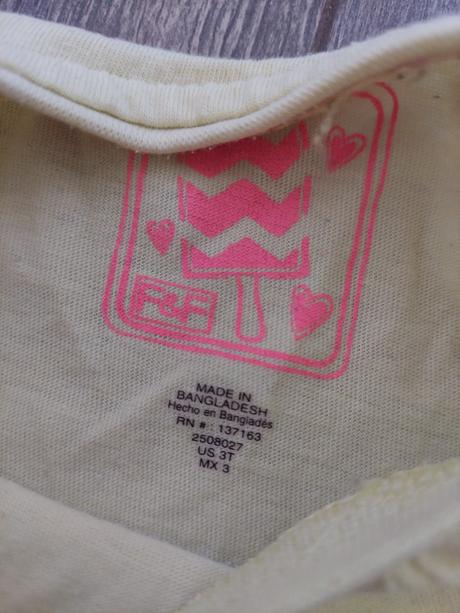 F&F
MADE IN
BANGLADESH
Hecho en Bangladés
RN # : 137163
2508027
US 3T
MX 3